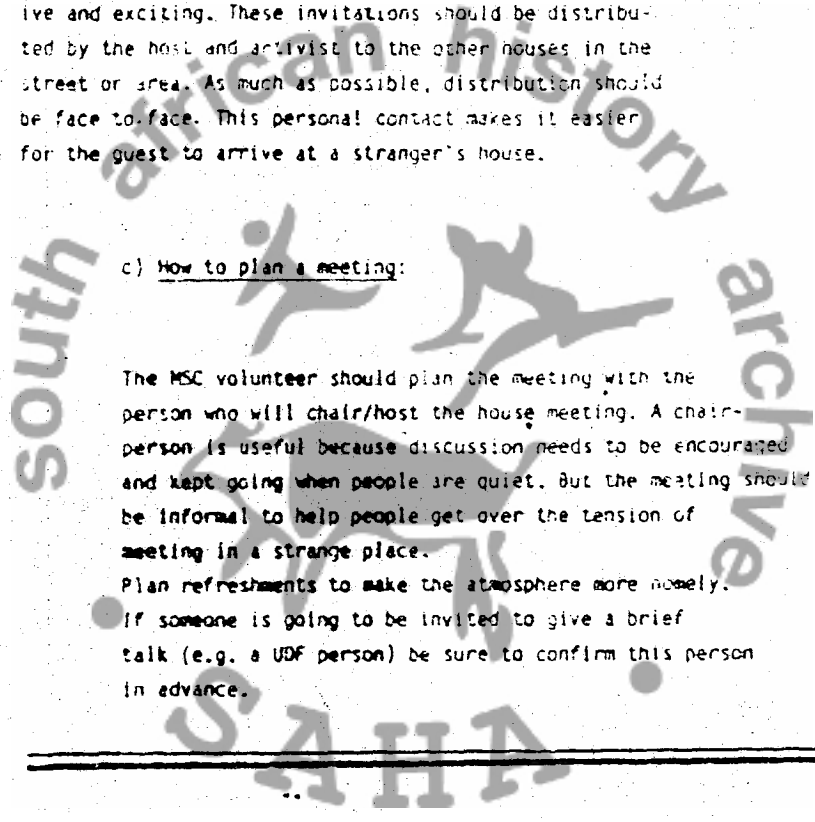 ive and exciting. These invitations should be distribu-
ted by the host and activist to the other houses in the
street or area. As much as possible, distribution should
be face to face. This personal contact makes it easier
for the guest to arrive at a stranger's house.
c) How to plan a meeting:
The MSC volunteer should plan the meeting with the
person who will chair/host the house meeting. A chair-
person is useful because discussion needs to be encouraged
and kept going when people are quiet. But the meeting should
be informal to help people get over the tension of
meeting in a strange place.
Plan refreshments to make the atmosphere more homely.
If someone is going to be invited to give a brief
talk (e.g. a UDF person) be sure to confirm this person
in advance.
south african history archive
SAHA